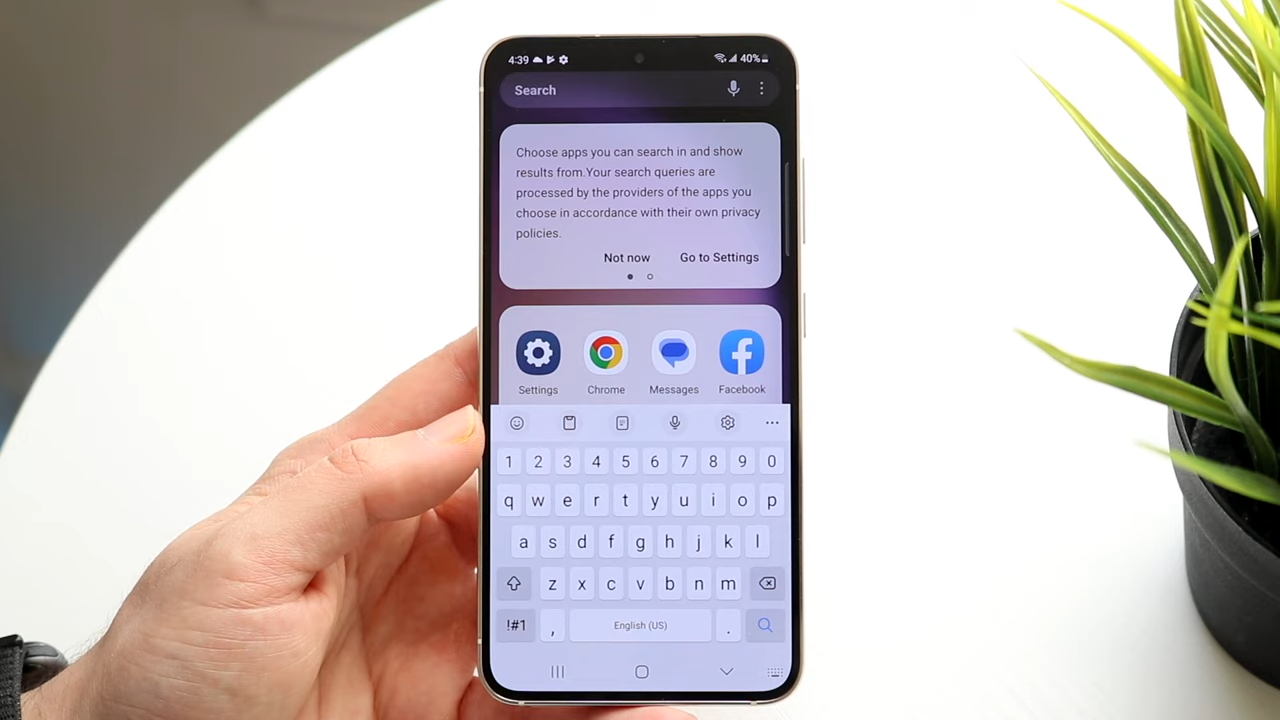 4:39 40%
Search
Choose apps you can search in and show
results from.Your search queries are
processed by the providers of the apps you
choose in accordance with their own privacy
policies.
Not now Go to Settings
Settings Chrome Messages Facebook
1 2 3 4 5 6 7 8 9 0
q w e r t y u i o p
a s d f g h j k l
z x c v b n m
!#1 , English (US) .